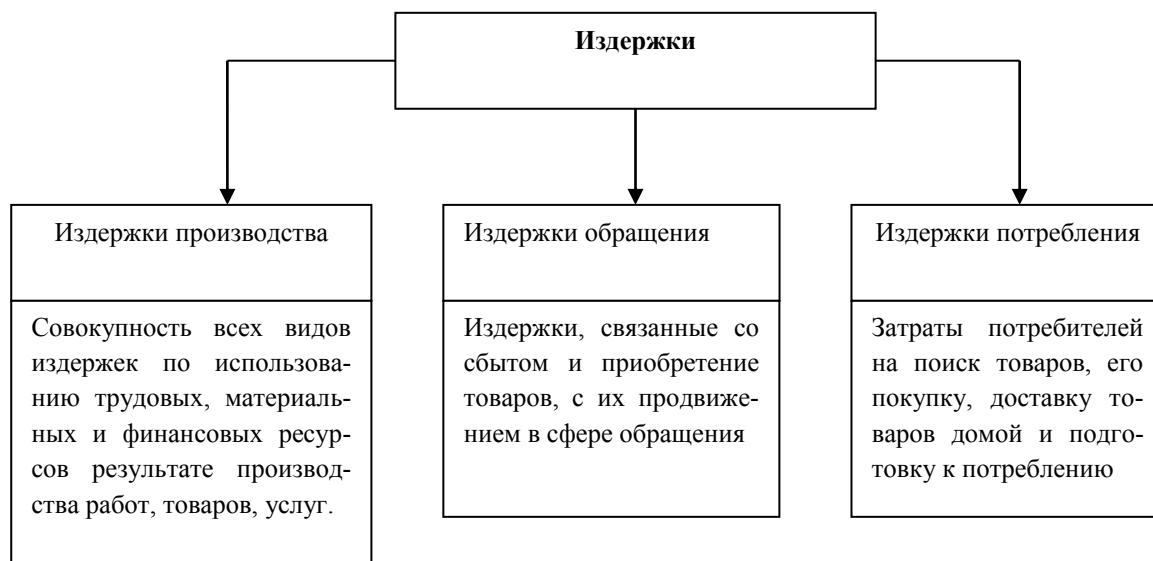 Издержки
Издержки производства
Издержки обращения
Издержки потребления
Совокупность всех видов
издержек по использова-
нию трудовых, материаль-
ных и финансовых ресур-
сов результате производ-
ства работ, товаров, услуг.
Издержки, связанные со
сбытом и приобретение
товаров, с их продвиже-
нием в сфере обращения
Затраты потребителей
на поиск товаров, его
покупку, доставку то-
варов домой и подго-
товку к потреблению